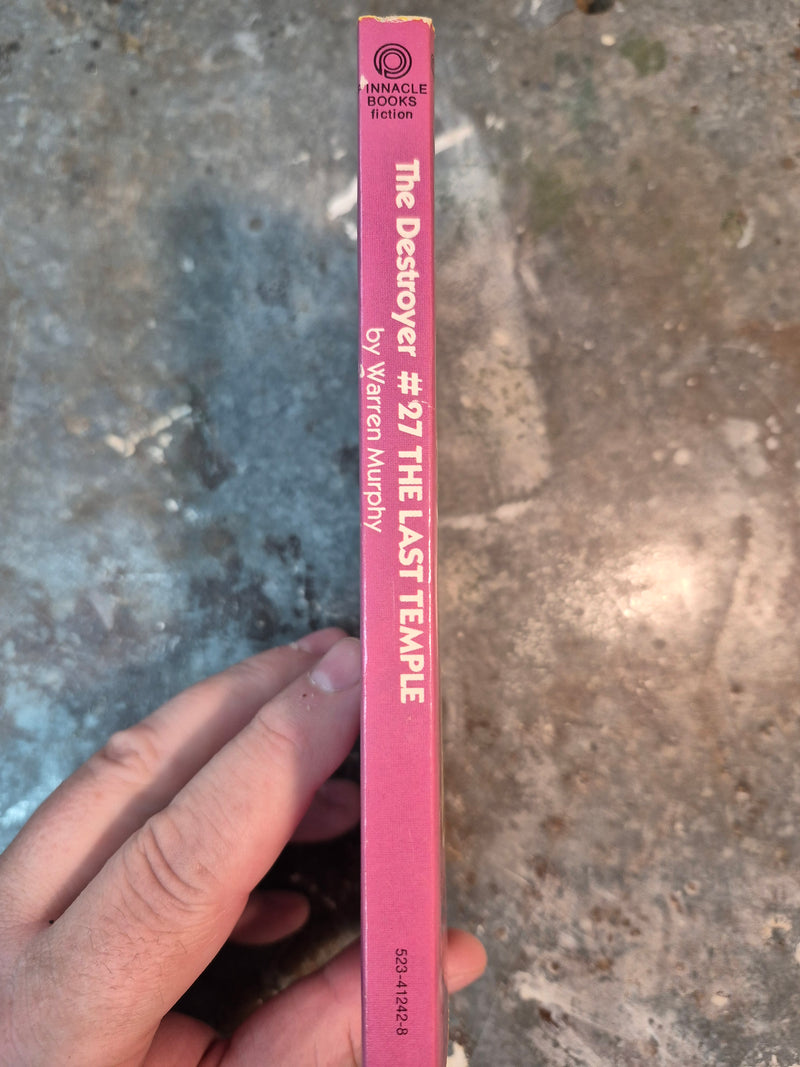 PINNACLE
BOOKS
fiction
The Destroyer #27 THE LAST TEMPLE
by Warren Murphy
523-41242-8